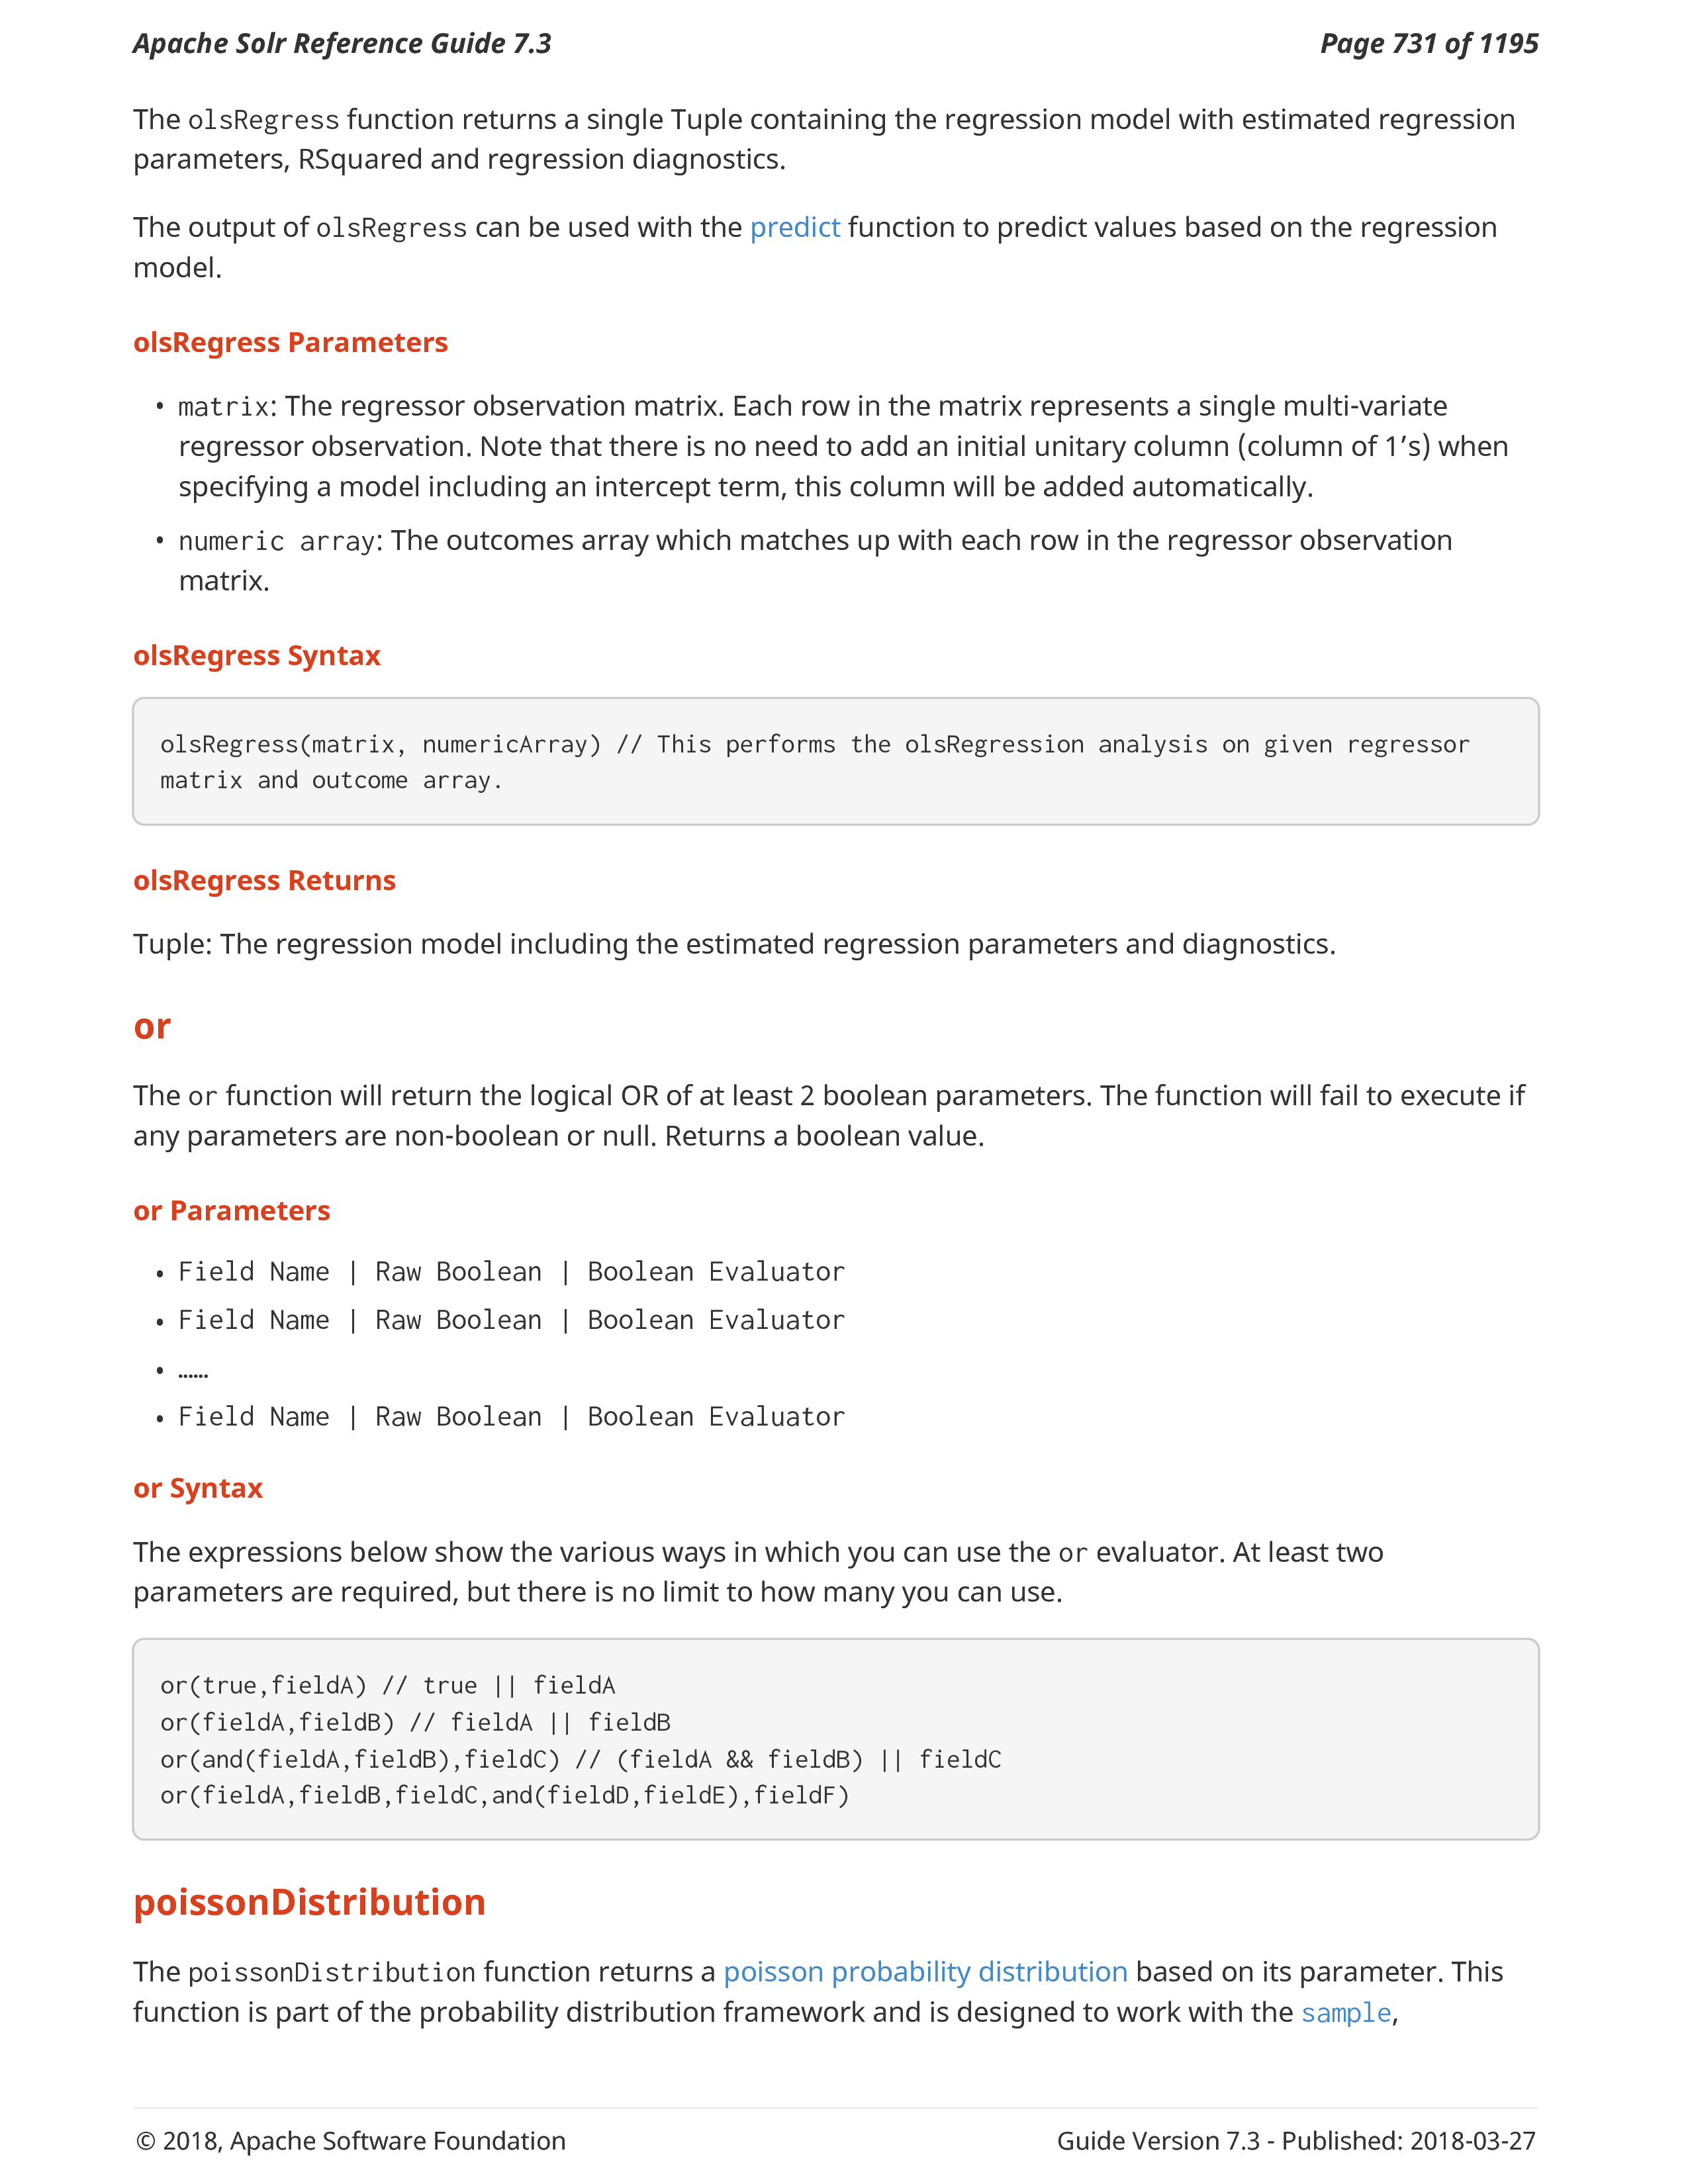 Apache Solr Reference Guide 7.3 Page 731 of 1195
The olsRegress function returns a single Tuple containing the regression model with estimated regression
parameters, RSquared and regression diagnostics.
The output of olsRegress can be used with the predict function to predict values based on the regression
model.
olsRegress Parameters
• matrix: The regressor observation matrix. Each row in the matrix represents a single multi-variate
regressor observation. Note that there is no need to add an initial unitary column (column of 1’s) when
specifying a model including an intercept term, this column will be added automatically.
• numeric array: The outcomes array which matches up with each row in the regressor observation
matrix.
olsRegress Syntax
olsRegress(matrix, numericArray) // This performs the olsRegression analysis on given regressor
matrix and outcome array.
olsRegress Returns
Tuple: The regression model including the estimated regression parameters and diagnostics.
or
The or function will return the logical OR of at least 2 boolean parameters. The function will fail to execute if
any parameters are non-boolean or null. Returns a boolean value.
or Parameters
• Field Name | Raw Boolean | Boolean Evaluator
• Field Name | Raw Boolean | Boolean Evaluator
• ……
• Field Name | Raw Boolean | Boolean Evaluator
or Syntax
The expressions below show the various ways in which you can use the or evaluator. At least two
parameters are required, but there is no limit to how many you can use.
or(true,fieldA) // true || fieldA
or(fieldA,fieldB) // fieldA || fieldB
or(and(fieldA,fieldB),fieldC) // (fieldA && fieldB) || fieldC
or(fieldA,fieldB,fieldC,and(fieldD,fieldE),fieldF)
poissonDistribution
The poissonDistribution function returns a poisson probability distribution based on its parameter. This
function is part of the probability distribution framework and is designed to work with the sample,
© 2018, Apache Software Foundation Guide Version 7.3 - Published: 2018-03-27